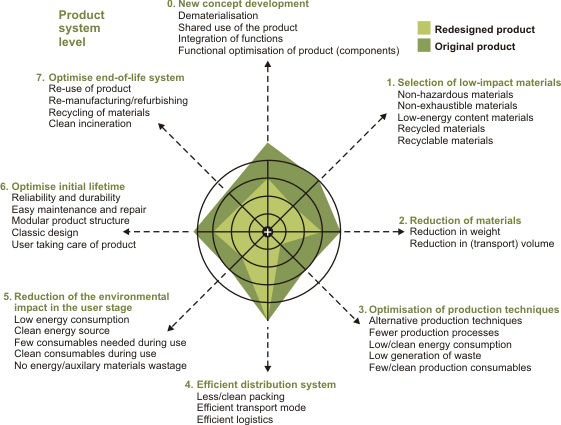 Product
system
level
0. New concept development
Dematerialisation
Shared use of the product
Integration of functions
Functional optimisation of product (components)
Redesigned product
Original product
7. Optimise end-of-life system
Re-use of product
Re-manufacturing/refurbishing
Recycling of materials
Clean incineration
1. Selection of low-impact materials
Non-hazardous materials
Non-exhaustible materials
Low-energy content materials
Recycled materials
Recyclable materials
6. Optimise initial lifetime
Reliability and durability
Easy maintenance and repair
Modular product structure
Classic design
User taking care of product
2. Reduction of materials
Reduction in weight
Reduction in (transport) volume
5. Reduction of the environmental
impact in the user stage
Low energy consumption
Clean energy source
Few consumables needed during use
Clean consumables during use
No energy/auxilary materials wastage
3. Optimisation of production techniques
Alternative production techniques
Fewer production processes
Low/clean energy consumption
Low generation of waste
Few/clean production consumables
4. Efficient distribution system
Less/clean packing
Efficient transport mode
Efficient logistics